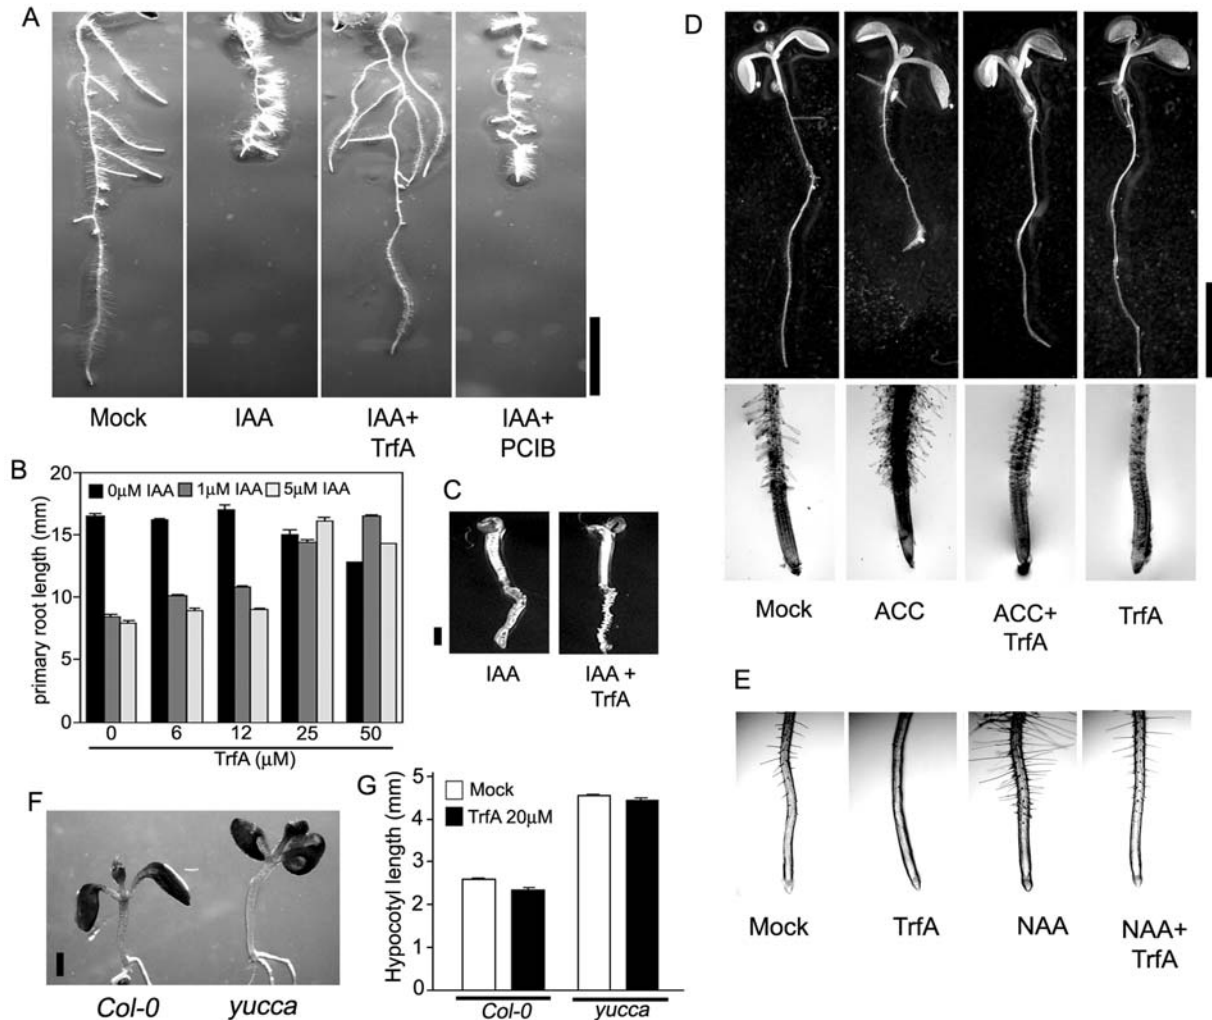 A
Mock
IAA
IAA+
TrfA
IAA+
PCIB
B
20
15
10
5
0
primary root length (mm)
0μM IAA 1μM IAA 5μM IAA
0 6 12 25 50
TrfA (μM)
C
IAA
IAA +
TrfA
D
Mock
ACC
ACC+
TrfA
TrfA
E
Mock
TrfA
NAA
NAA+
TrfA
F
Col-0
yucca
G
Mock
TrfA 20μM
5
4
3
2
1
0
Hypocotyl length (mm)
Col-0
yucca